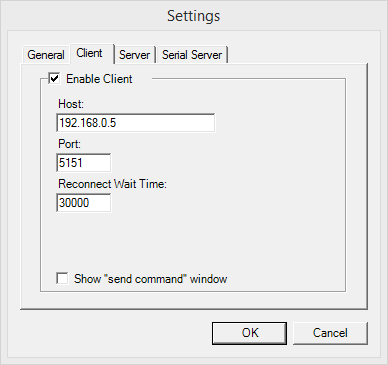 Settings
General Client Server Serial Server
Enable Client
Host:
192.168.0.5
Port:
5151
Reconnect Wait Time:
30000
Show "send command" window
OK Cancel